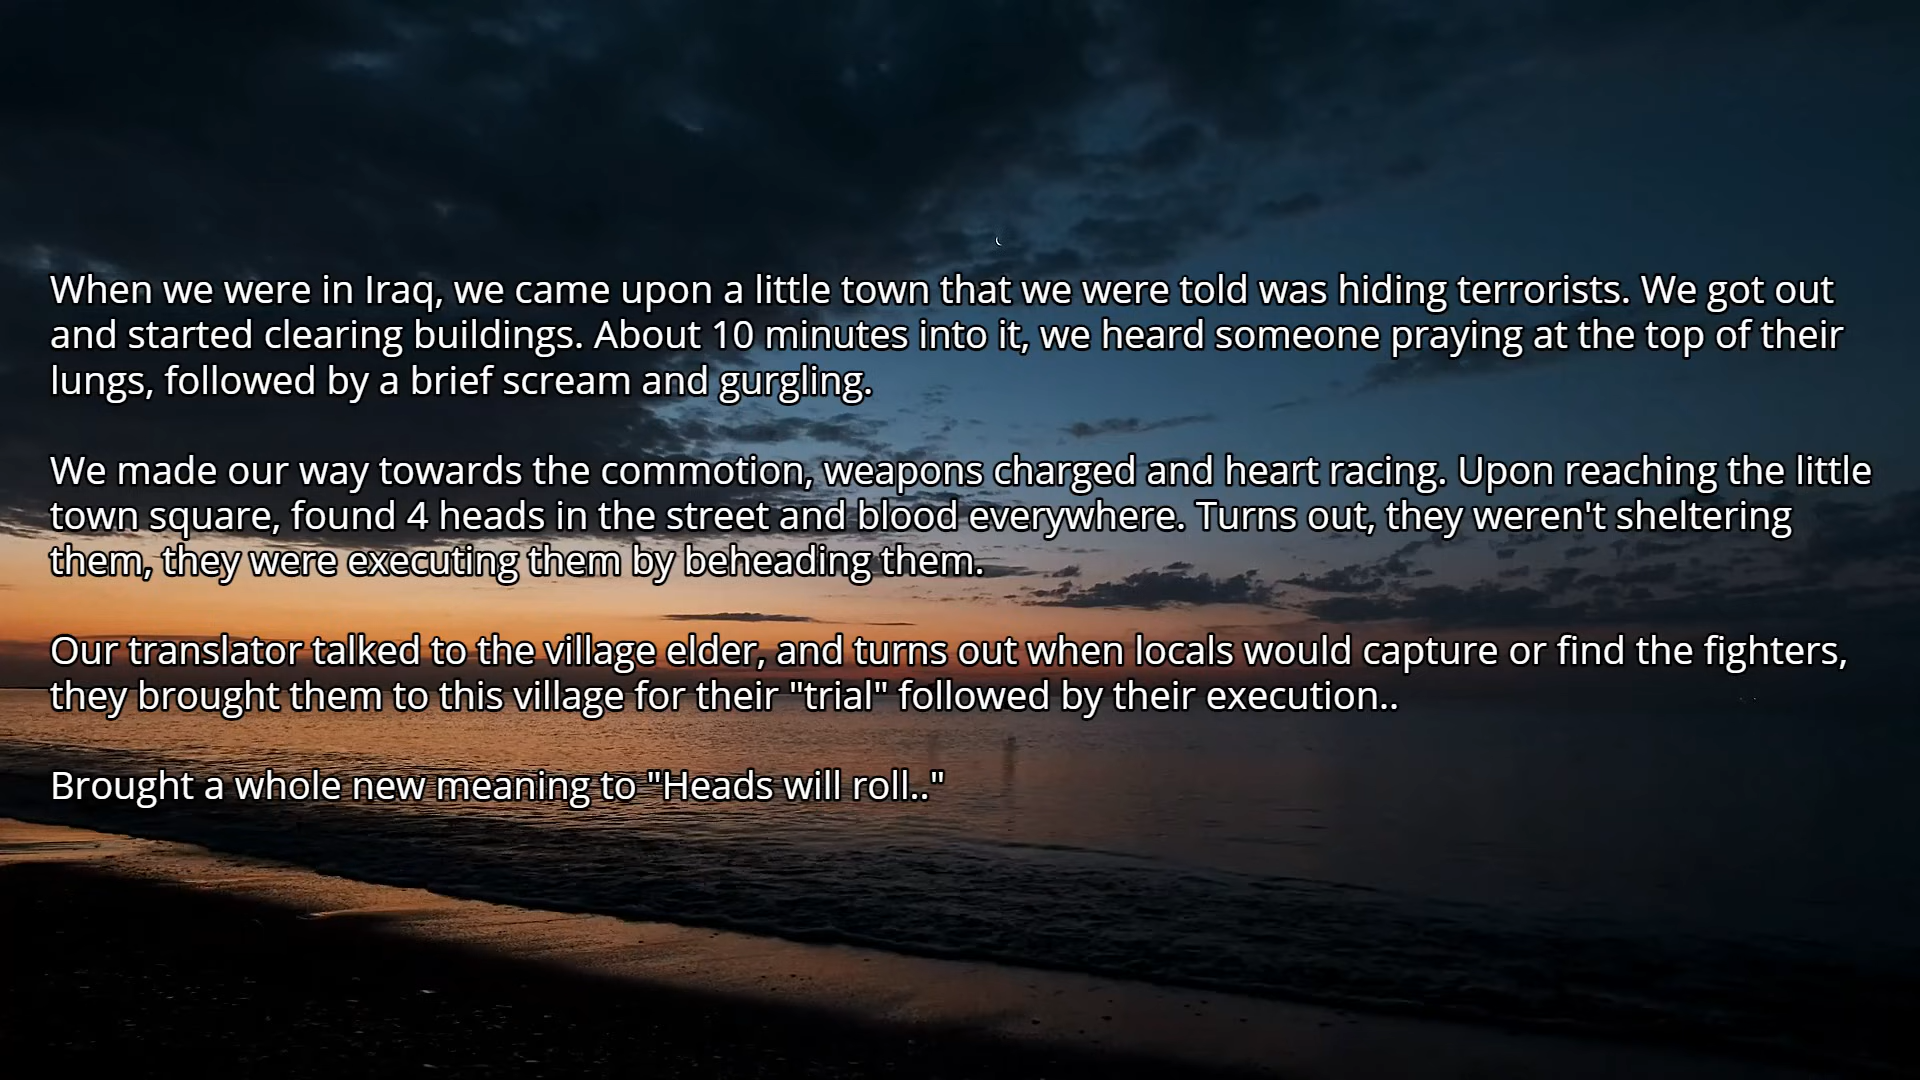 When we were in Iraq, we came upon a little town that we were told was hiding terrorists. We got out
and started clearing buildings. About 10 minutes into it, we heard someone praying at the top of their
lungs, followed by a brief scream and gurgling.
We made our way towards the commotion, weapons charged and heart racing. Upon reaching the little
town square, found 4 heads in the street and blood everywhere. Turns out, they weren't sheltering
them, they were executing them by beheading them.
Our translator talked to the village elder, and turns out when locals would capture or find the fighters,
they brought them to this village for their "trial" followed by their execution..
Brought a whole new meaning to "Heads will roll.."